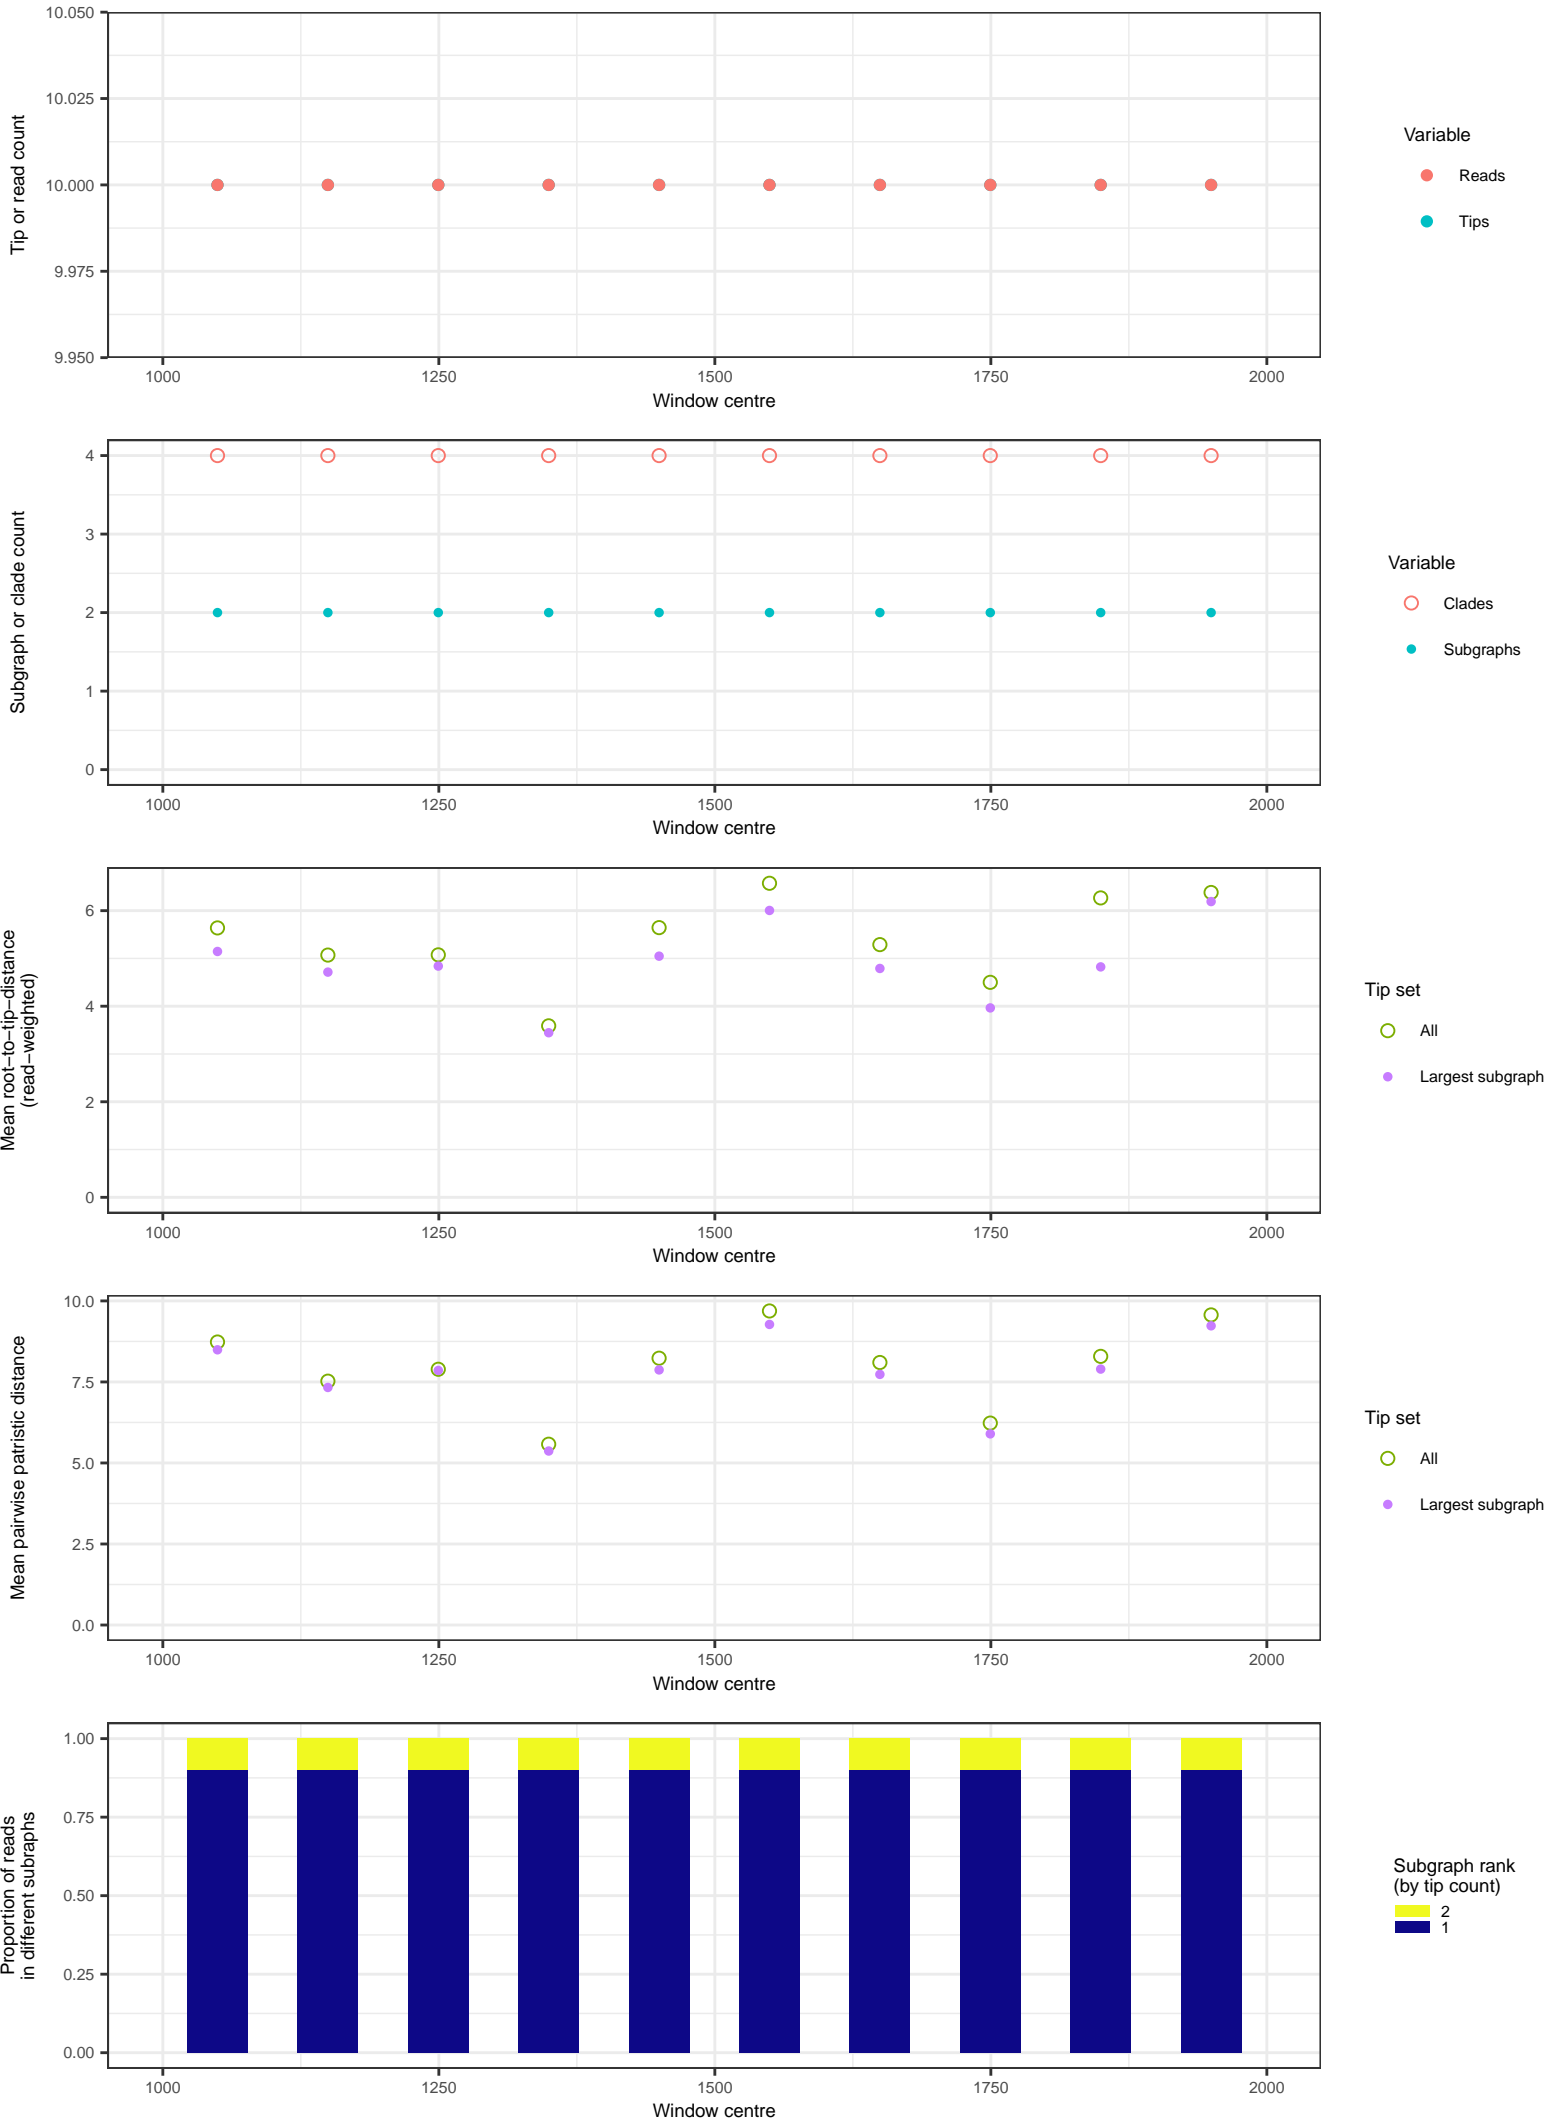 10.050
10.025
10.000
9.975
9.950
Tip or read count
1000 1250 1500 1750 2000
Window centre
Variable
Reads
Tips
4
3
2
1
0
Subgraph or clade count
1000 1250 1500 1750 2000
Window centre
Variable
Clades
Subgraphs
6
4
2
0
Mean root−to−tip−distance
(read−weighted)
1000 1250 1500 1750 2000
Window centre
Tip set
All
Largest subgraph
10.0
7.5
5.0
2.5
0.0
Mean pairwise patristic distance
1000 1250 1500 1750 2000
Window centre
Tip set
All
Largest subgraph
1.00
0.75
0.50
0.25
0.00
Proportion of reads
in different subraphs
1000 1250 1500 1750 2000
Window centre
Subgraph rank
(by tip count)
2
1